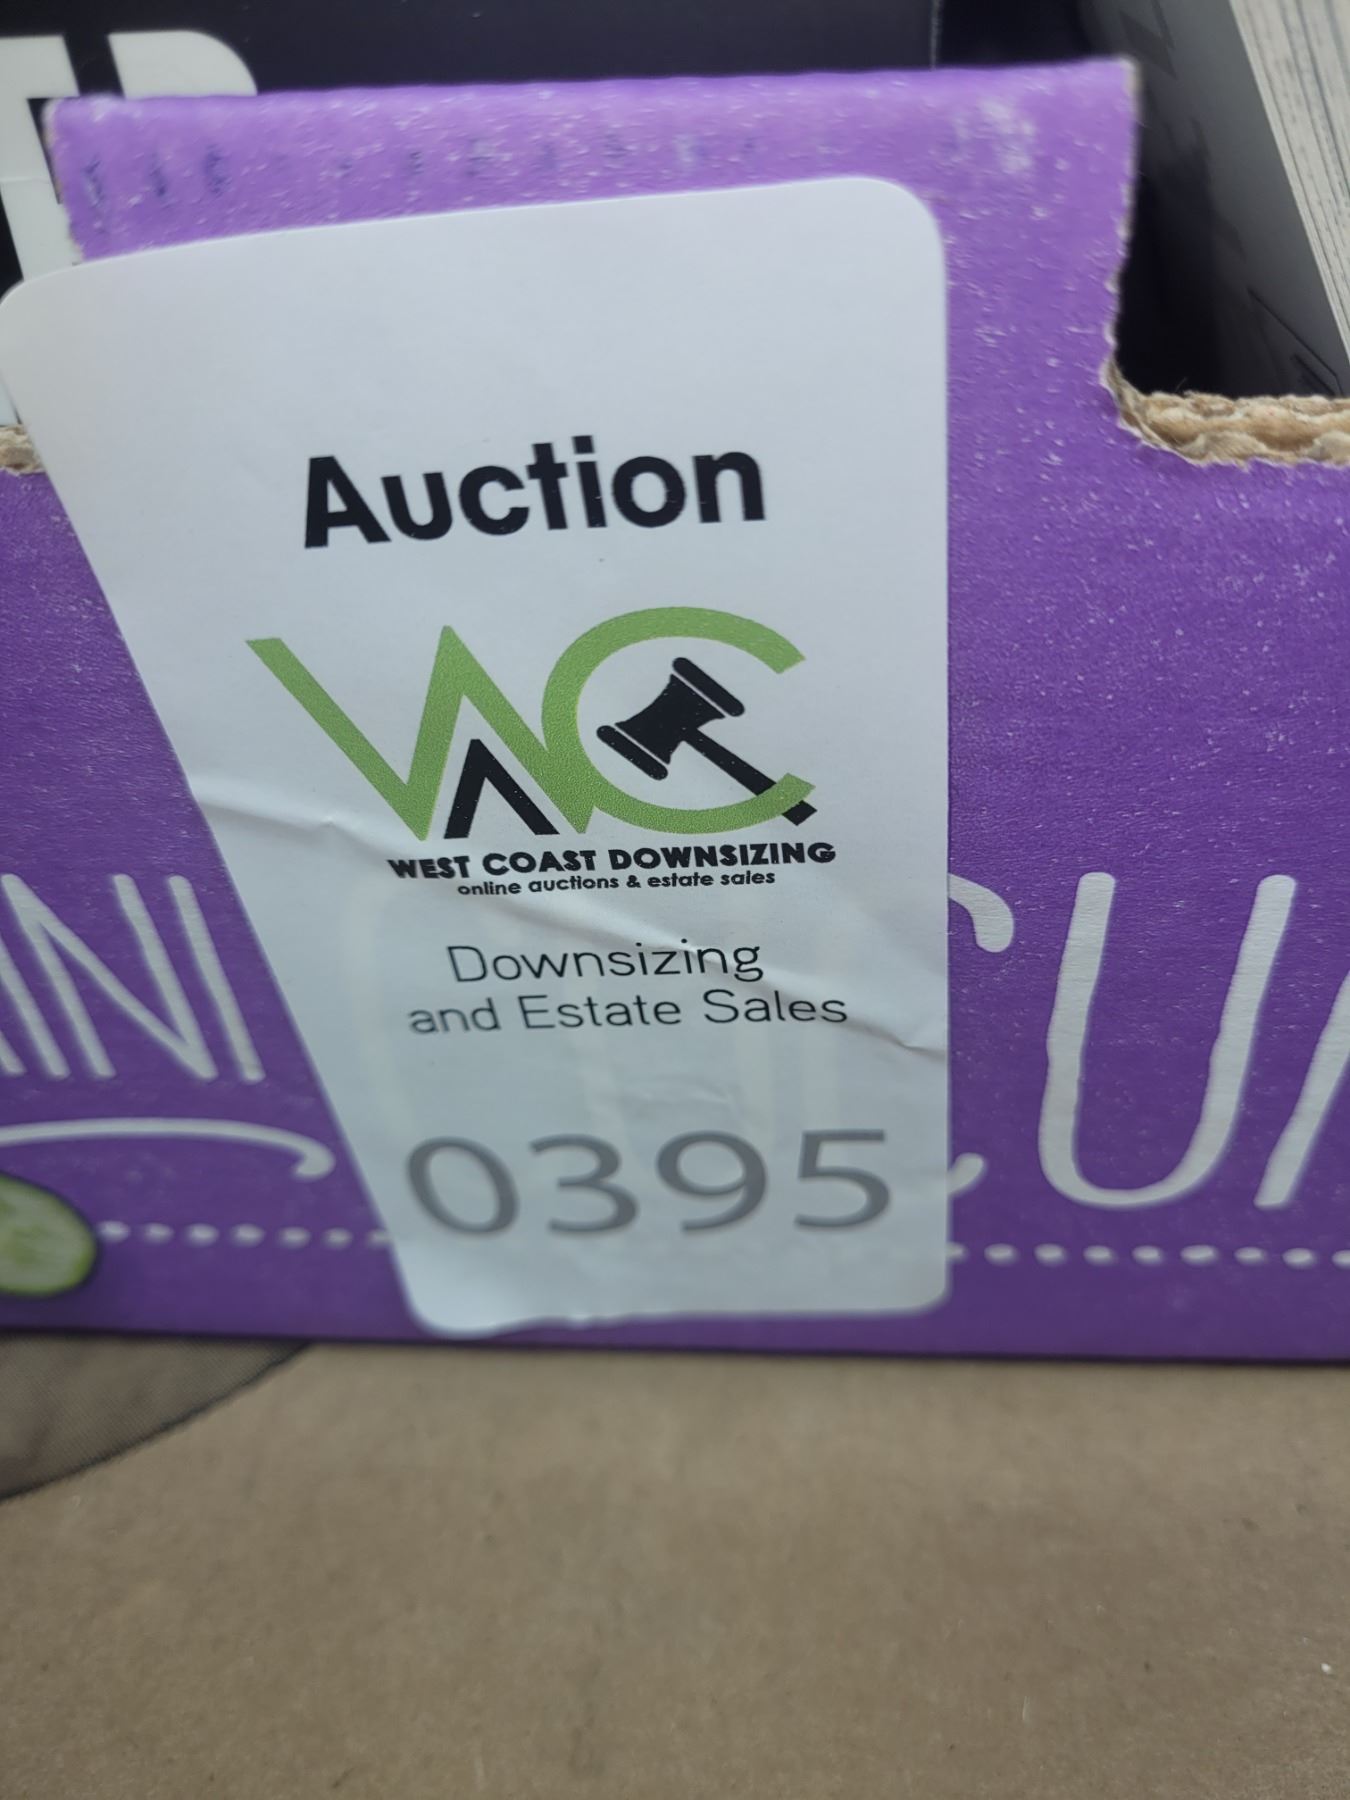 Auction
WAC
WEST COAST DOWNSIZING
online auctions & estate sales
Downsizing
and Estate Sales
0395